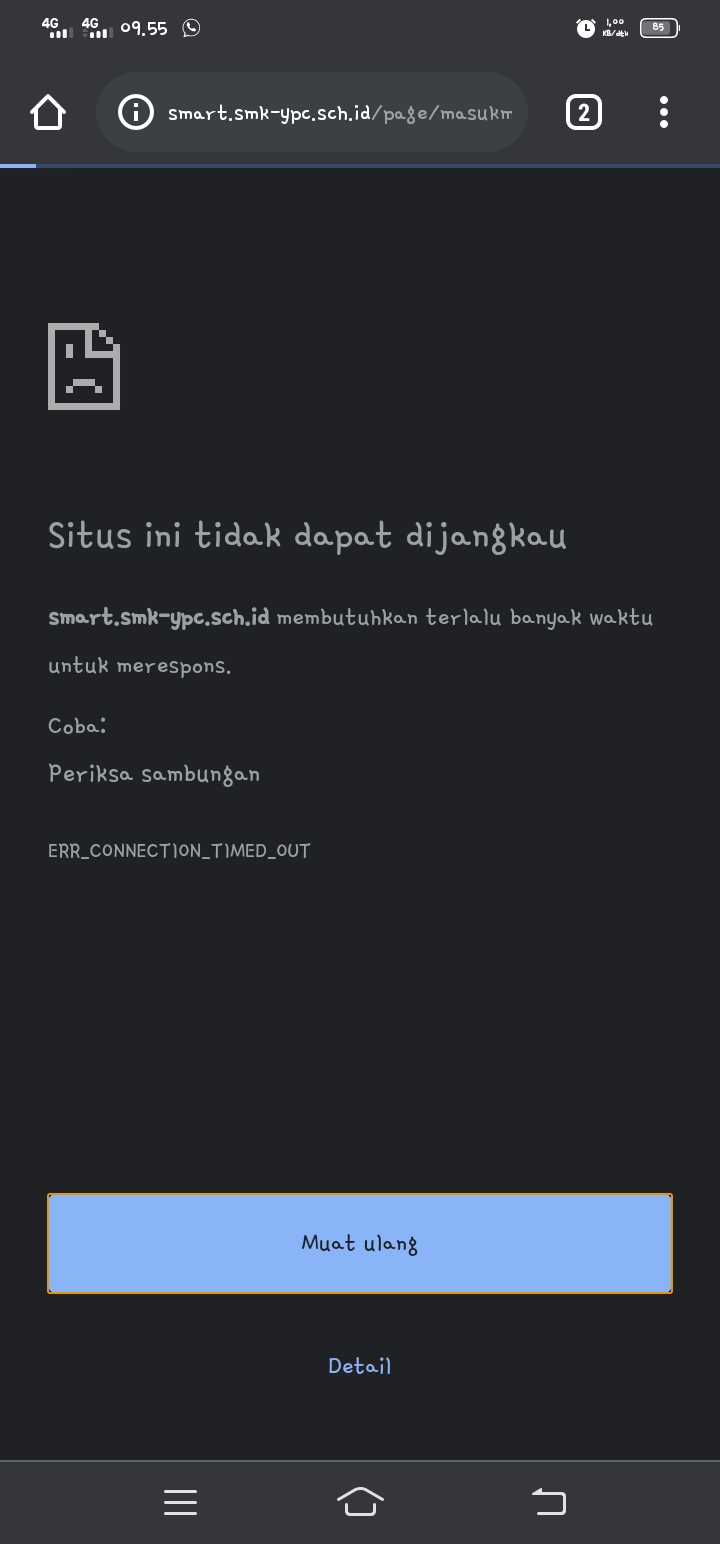 4G 4G 09.55 1,00 KB/dtk 85
smart.smk-ypc.sch.id/page/masukm 2
Situs ini tidak dapat dijangkau
smart.smk-ypc.sch.id membutuhkan terlalu banyak waktu
untuk merespons.
Coba:
Periksa sambungan
ERR_CONNECTION_TIMED_OUT
Muat ulang
Detail